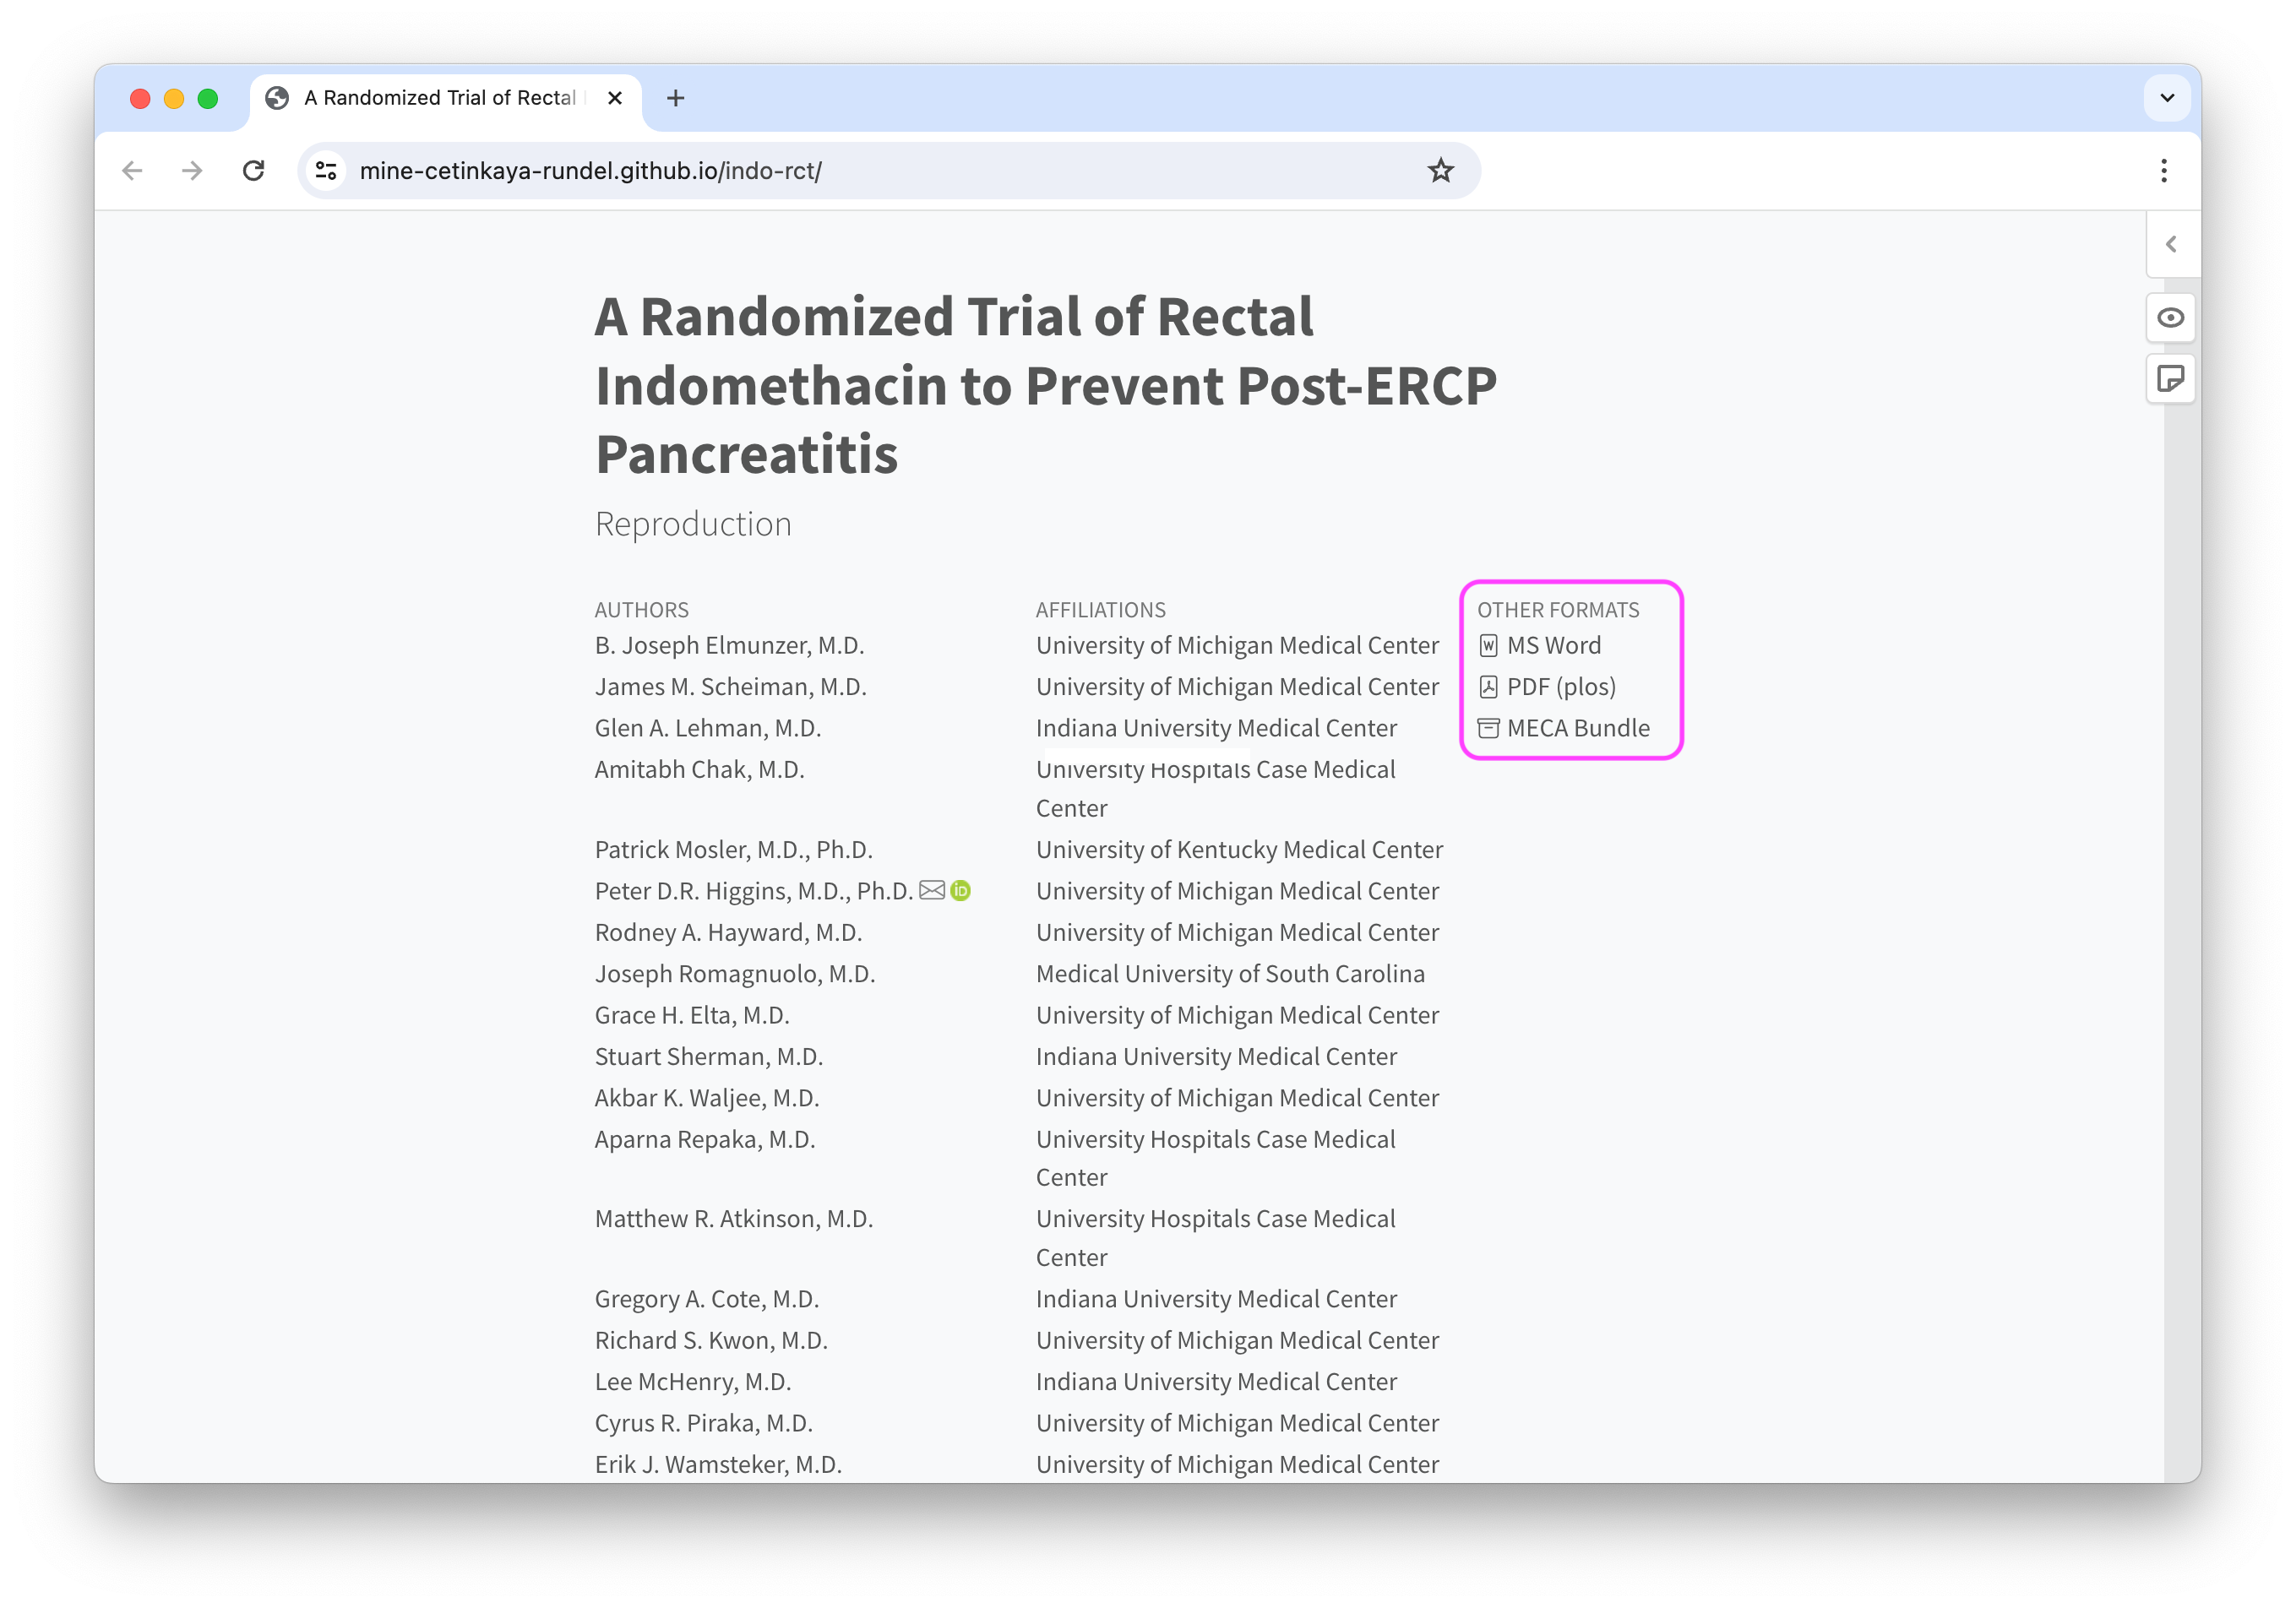 A Randomized Trial of Rectal
mine-cetinkaya-rundel.github.io/indo-rct/
A Randomized Trial of Rectal
Indomethacin to Prevent Post-ERCP
Pancreatitis
Reproduction
AUTHORS AFFILIATIONS OTHER FORMATS
B. Joseph Elmunzer, M.D. University of Michigan Medical Center MS Word
James M. Scheiman, M.D. University of Michigan Medical Center PDF (plos)
Glen A. Lehman, M.D. Indiana University Medical Center MECA Bundle
Amitabh Chak, M.D. University Hospitals Case Medical
Center
Patrick Mosler, M.D., Ph.D. University of Kentucky Medical Center
Peter D.R. Higgins, M.D., Ph.D. iD University of Michigan Medical Center
Rodney A. Hayward, M.D. University of Michigan Medical Center
Joseph Romagnuolo, M.D. Medical University of South Carolina
Grace H. Elta, M.D. University of Michigan Medical Center
Stuart Sherman, M.D. Indiana University Medical Center
Akbar K. Waljee, M.D. University of Michigan Medical Center
Aparna Repaka, M.D. University Hospitals Case Medical
Center
Matthew R. Atkinson, M.D. University Hospitals Case Medical
Center
Gregory A. Cote, M.D. Indiana University Medical Center
Richard S. Kwon, M.D. University of Michigan Medical Center
Lee McHenry, M.D. Indiana University Medical Center
Cyrus R. Piraka, M.D. University of Michigan Medical Center
Erik J. Wamsteker, M.D. University of Michigan Medical Center